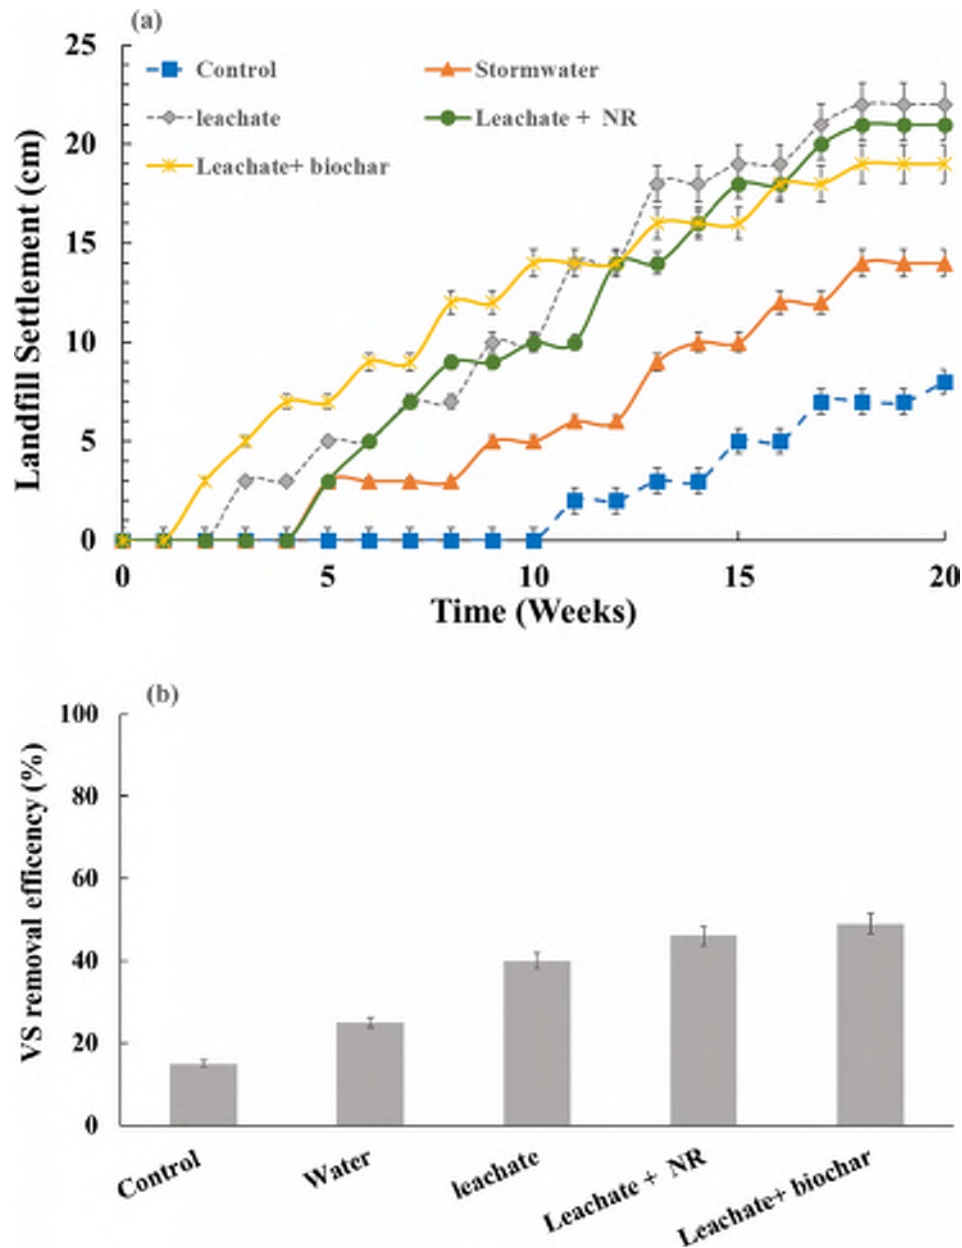 (a)
25
Control
Stormwater
leachate
Leachate + NR
Leachate+ biochar
20
15
10
5
0
Landfill Settlement (cm)
0 5 10 15 20
Time (Weeks)
(b)
100
80
60
40
20
0
VS removal efficency (%)
Control
Water
leachate
Leachate + NR
Leachate+ biochar